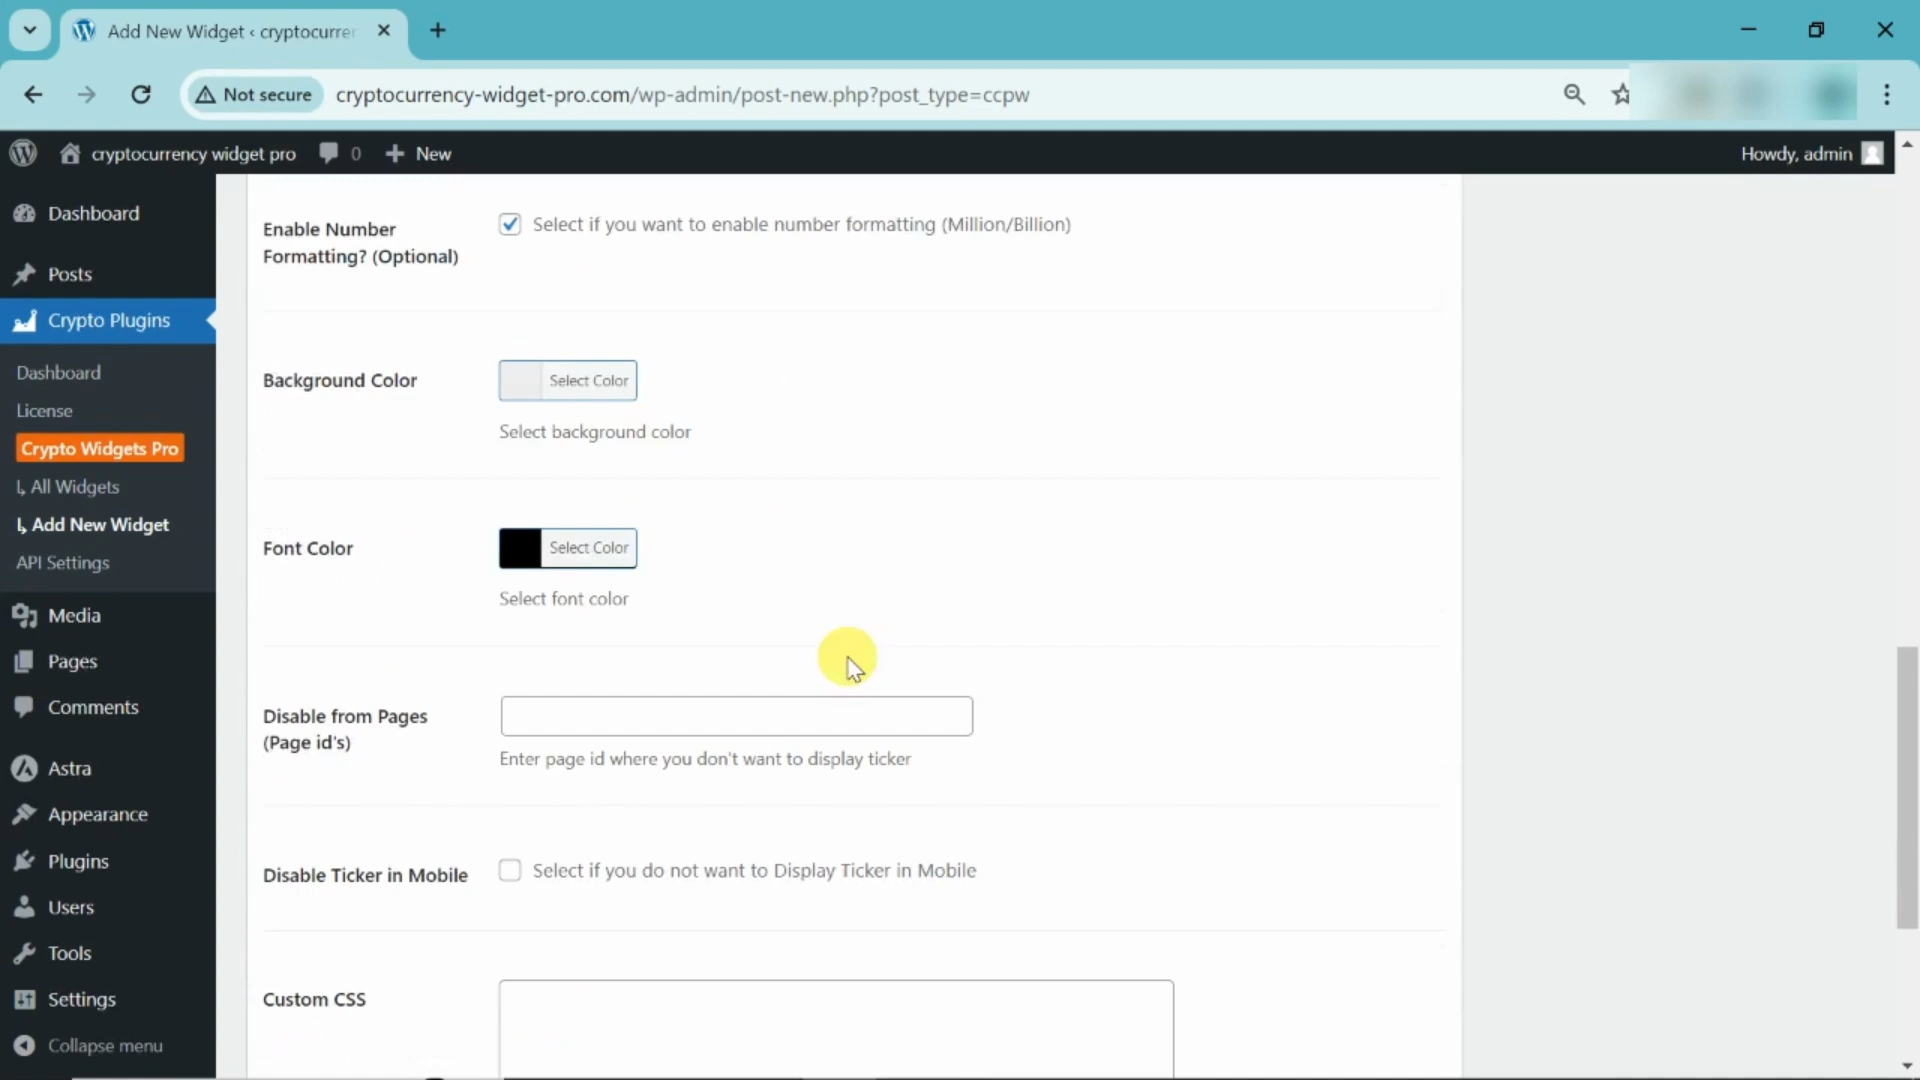 Add New Widget ‹ cryptocurrer
Not secure
cryptocurrency-widget-pro.com/wp-admin/post-new.php?post_type=ccpw
cryptocurrency widget pro
0
New
Howdy, admin
Dashboard
Posts
Crypto Plugins
Dashboard
License
Crypto Widgets Pro
↳ All Widgets
↳ Add New Widget
API Settings
Media
Pages
Comments
Astra
Appearance
Plugins
Users
Tools
Settings
Collapse menu
Enable Number
Formatting? (Optional)
Select if you want to enable number formatting (Million/Billion)
Background Color
Select Color
Select background color
Font Color
Select Color
Select font color
Disable from Pages
(Page id's)
Enter page id where you don't want to display ticker
Disable Ticker in Mobile
Select if you do not want to Display Ticker in Mobile
Custom CSS